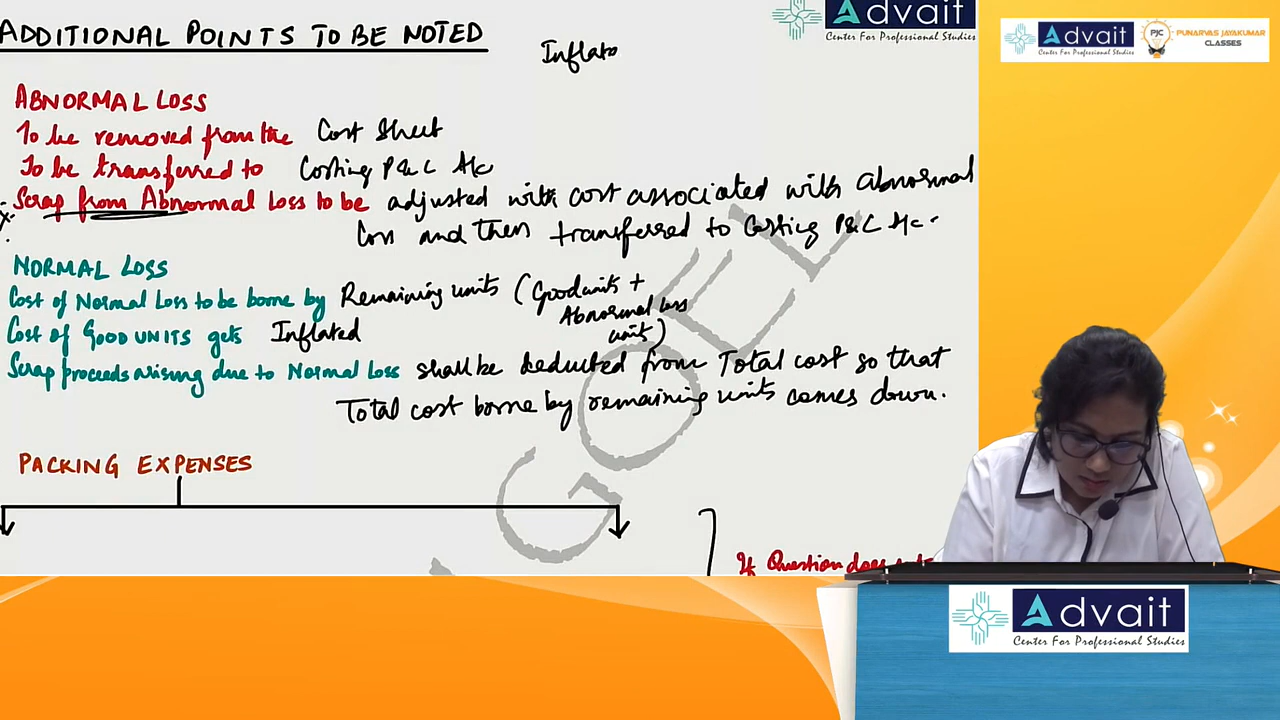 ADDITIONAL POINTS TO BE NOTED
Inflato
Advait
Center For Professional Studies
Advait
Center For Professional Studies
PJC
PUNARVAS JAYAKUMAR
CLASSES
ABNORMAL LOSS
To be removed from the Cost Sheet
To be transferred to Costing P&L A/c
Scrap from Abnormal Loss to be adjusted with cost associated with abnormal
Loss and then transferred to Costing P&L A/c.
NORMAL LOSS
Cost of Normal Loss to be borne by Remaining units (Good units +
Abnormal Loss
units)
Cost of GOOD UNITS gets Inflated
Scrap proceeds arising due to Normal Loss shall be deducted from Total cost so that
Total cost borne by remaining units comes down.
PACKING EXPENSES
If Question does
GOEL
Advait
Center For Professional Studies